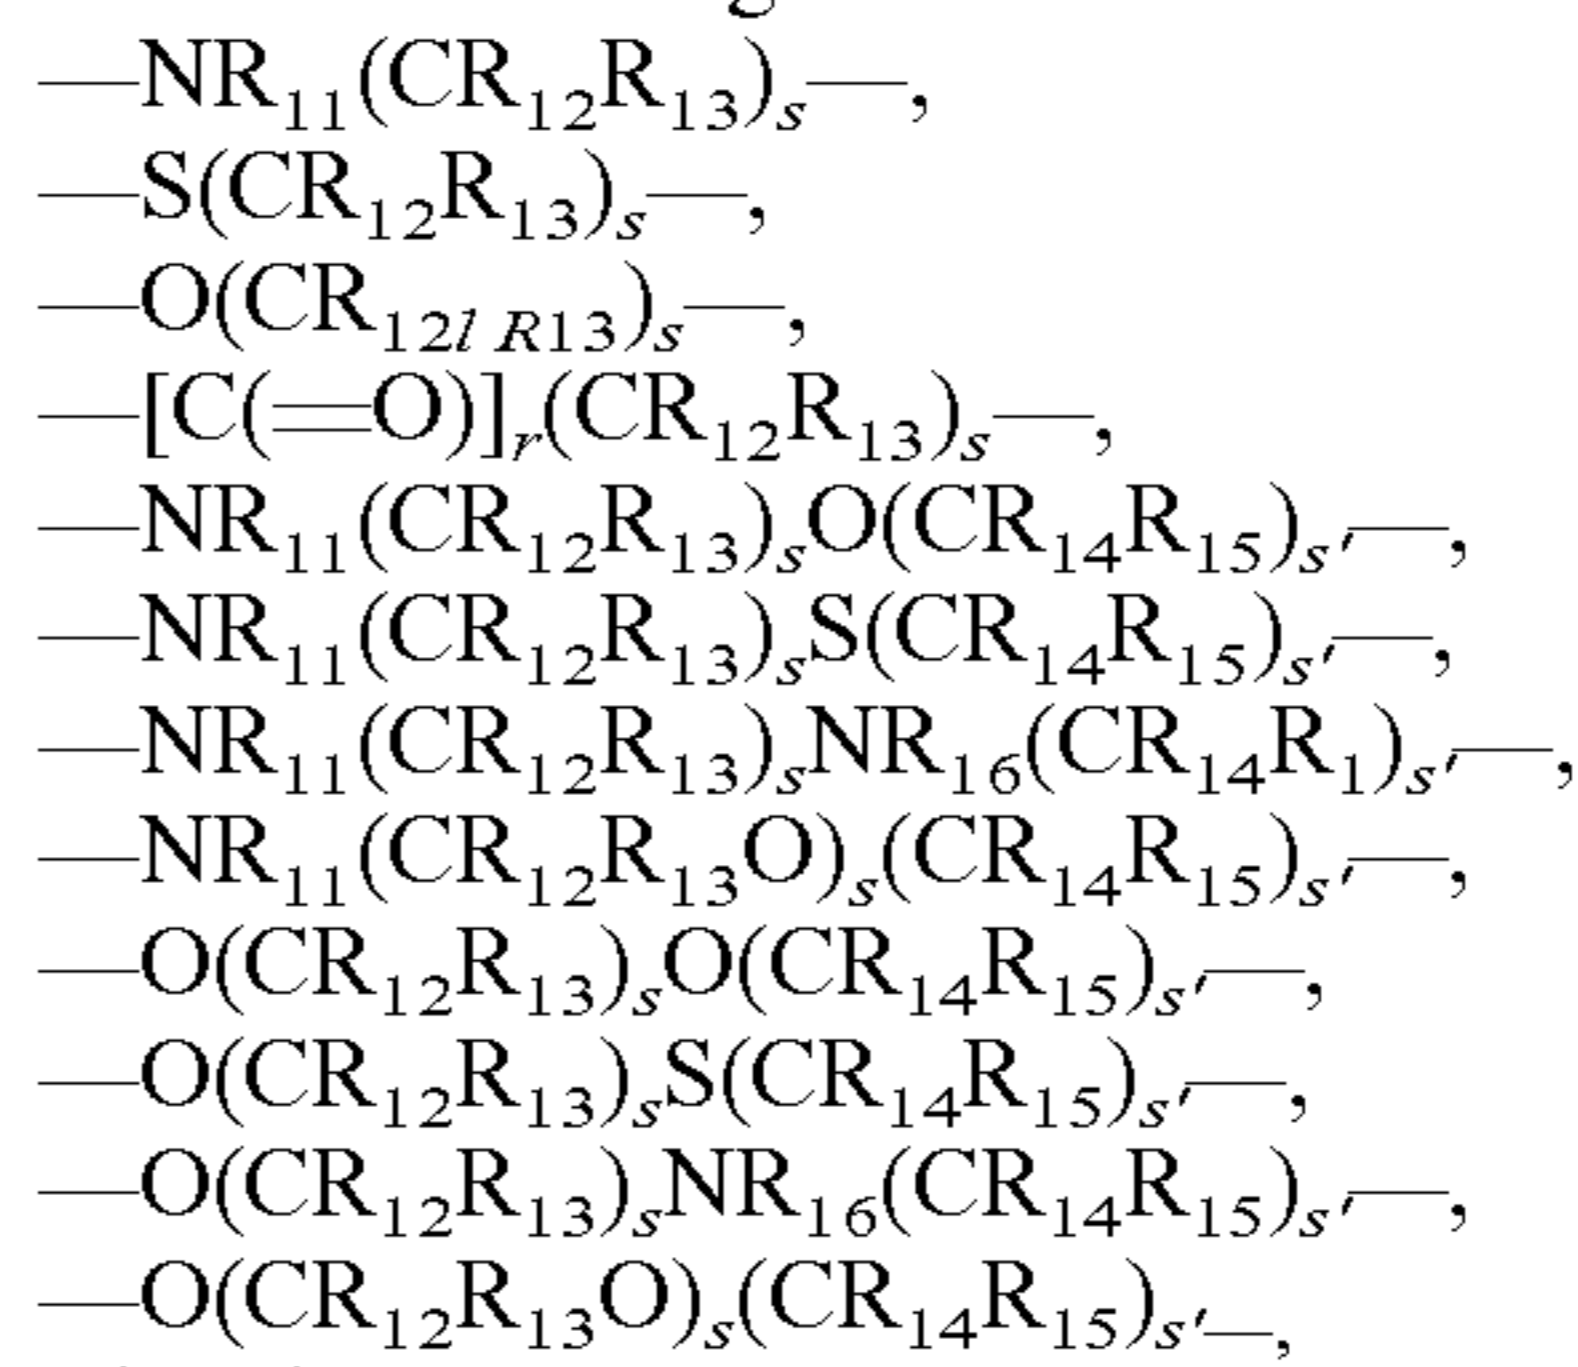 —NR₁₁(CR₁₂R₁₃)ₛ—,
—S(CR₁₂R₁₃)ₛ—,
—O(CR₁₂ₗ R₁₃)ₛ—,
—[C(=O)]ᵣ(CR₁₂R₁₃)ₛ—,
—NR₁₁(CR₁₂R₁₃)ₛO(CR₁₄R₁₅)ₛ′—,
—NR₁₁(CR₁₂R₁₃)ₛS(CR₁₄R₁₅)ₛ′—,
—NR₁₁(CR₁₂R₁₃)ₛNR₁₆(CR₁₄R₁)ₛ′—,
—NR₁₁(CR₁₂R₁₃O)ₛ(CR₁₄R₁₅)ₛ′—,
—O(CR₁₂R₁₃)ₛO(CR₁₄R₁₅)ₛ′—,
—O(CR₁₂R₁₃)ₛS(CR₁₄R₁₅)ₛ′—,
—O(CR₁₂R₁₃)ₛNR₁₆(CR₁₄R₁₅)ₛ′—,
—O(CR₁₂R₁₃O)ₛ(CR₁₄R₁₅)ₛ′—,